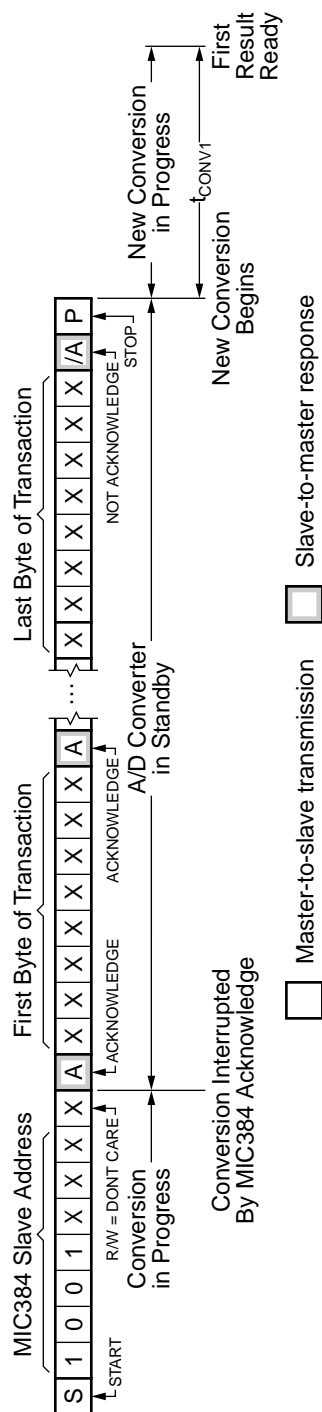 MIC384 Slave Address
First Byte of Transaction
Last Byte of Transaction
S 1 0 0 1 X X X X A X X X X X X X X A ··· X X X X X X X X /A P
START
R/W = DONT CARE
ACKNOWLEDGE
ACKNOWLEDGE
NOT ACKNOWLEDGE
STOP
Conversion
in Progress
A/D Converter
in Standby
New Conversion
in Progress
tCONV1
Conversion Interrupted
By MIC384 Acknowledge
New Conversion
Begins
First
Result
Ready
Master-to-slave transmission
Slave-to-master response